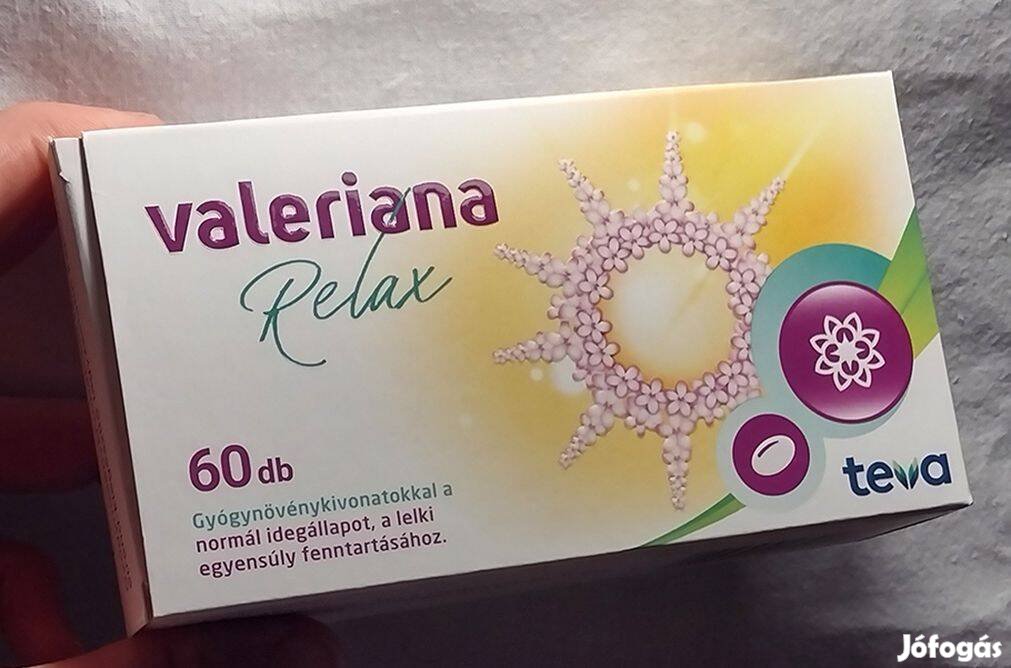 valeriana
Relax
60 db
Gyógynövénykivonatokkal a
normál idegállapot, a lelki
egyensúly fenntartásához.
teva
Jófogás